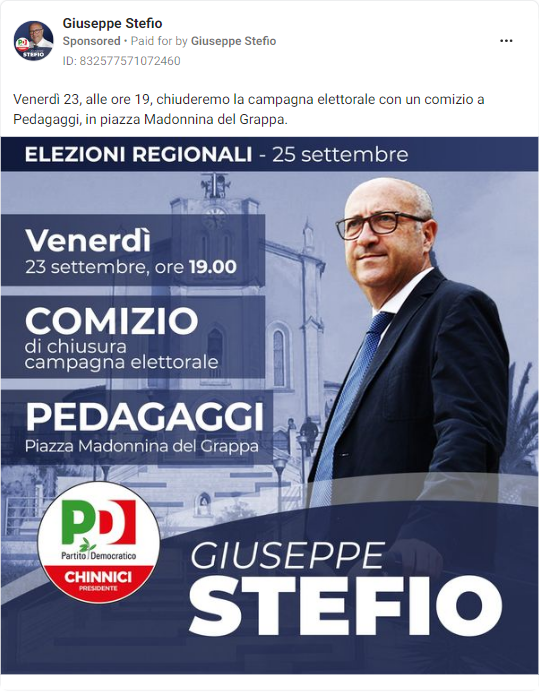 Giuseppe Stefio
Sponsored • Paid for by Giuseppe Stefio
ID: 832577571072460
Venerdì 23, alle ore 19, chiuderemo la campagna elettorale con un comizio a
Pedagaggi, in piazza Madonnina del Grappa.
ELEZIONI REGIONALI - 25 settembre
Venerdì
23 settembre, ore 19.00
COMIZIO
di chiusura
campagna elettorale
PEDAGAGGI
Piazza Madonnina del Grappa
PD
Partito Democratico
CHINNICI
PRESIDENTE
GIUSEPPE
STEFIO